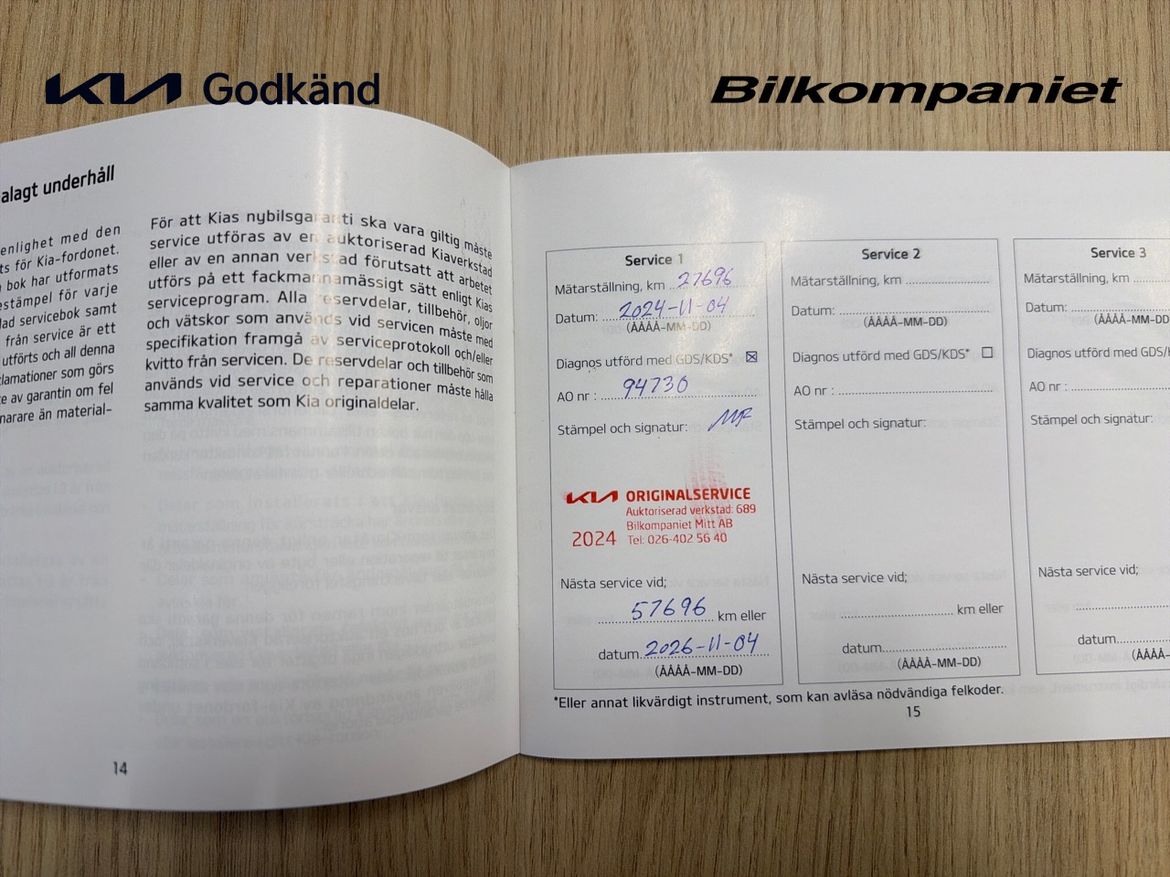 KIA Godkänd
Bilkompaniet
alagt underhåll
enlighet med den
ts för Kia-fordonet.
bok har utformats
estämpel för varje
lad servicebok samt
från service är ett
utförts och all denna
klamationer som görs
te av garantin om fel
narare än material-
För att Kias nybilsgaranti ska vara giltig måste
service utföras av en auktoriserad Kiaverkstad
eller av en annan verkstad förutsatt att arbetet
utförs på ett fackmannamässigt sätt enligt Kias
serviceprogram. Alla reservdelar, tillbehör, oljor
och vätskor som används vid servicen måste med
specifikation framgå av serviceprotokoll och/eller
kvitto från servicen. De reservdelar och tillbehör som
används vid service och reparationer måste hålla
samma kvalitet som Kia originaldelar.
14
Service 1
Mätarställning, km 27696
Datum: 2024-11-04
(ÅÅÅÅ-MM-DD)
Diagnos utförd med GDS/KDS* ☒
AO nr : 94730
Stämpel och signatur:
KIA ORIGINALSERVICE
Auktoriserad verkstad: 689
Bilkompaniet Mitt AB
2024 Tel: 026-402 56 40
Nästa service vid;
57696 km eller
datum 2026-11-04
(ÅÅÅÅ-MM-DD)
Service 2
Mätarställning, km
Datum:
(ÅÅÅÅ-MM-DD)
Diagnos utförd med GDS/KDS* ☐
AO nr :
Stämpel och signatur:
Nästa service vid;
km eller
datum
(ÅÅÅÅ-MM-DD)
Service 3
Mätarställning, km
Datum:
(ÅÅÅÅ-MM-DD
Diagnos utförd med GDS/K
AO nr :
Stämpel och signatur:
Nästa service vid;
datum
(ÅÅÅÅ-
*Eller annat likvärdigt instrument, som kan avläsa nödvändiga felkoder.
15